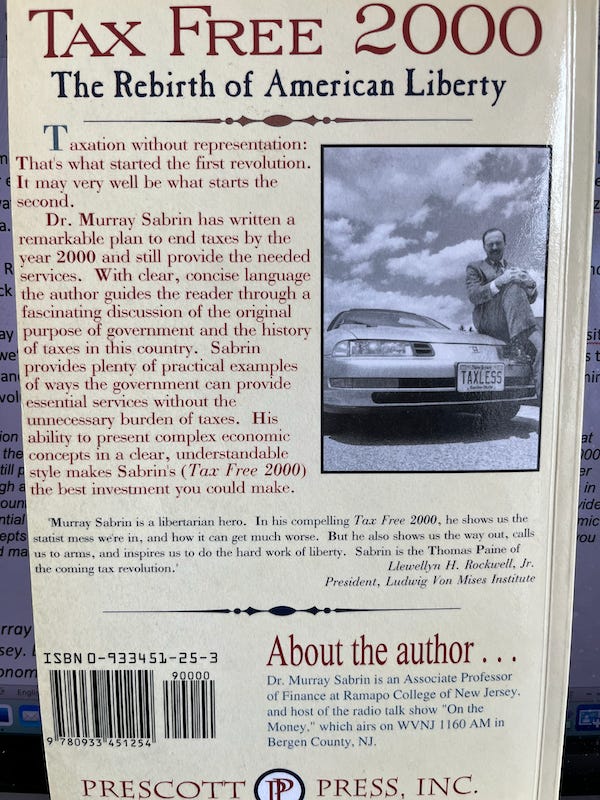 TAX FREE 2000
The Rebirth of American Liberty
Taxation without representation:
That's what started the first revolution.
It may very well be what starts the
second.
Dr. Murray Sabrin has written a
remarkable plan to end taxes by the
year 2000 and still provide the needed
services. With clear, concise language
the author guides the reader through a
fascinating discussion of the original
purpose of government and the history
of taxes in this country. Sabrin
provides plenty of practical examples
of ways the government can provide
essential services without the
unnecessary burden of taxes. His
ability to present complex economic
concepts in a clear, understandable
style makes Sabrin's (Tax Free 2000)
the best investment you could make.
TAXLESS
'Murray Sabrin is a libertarian hero. In his compelling Tax Free 2000, he shows us the
statist mess we're in, and how it can get much worse. But he also shows us the way out, calls
us to arms, and inspires us to do the hard work of liberty. Sabrin is the Thomas Paine of
the coming tax revolution.'
Llewellyn H. Rockwell, Jr.
President, Ludwig Von Mises Institute
ISBN 0-933451-25-3
90000
9 780933 451254
About the author . . .
Dr. Murray Sabrin is an Associate Professor
of Finance at Ramapo College of New Jersey,
and host of the radio talk show "On the
Money," which airs on WVNJ 1160 AM in
Bergen County, NJ.
PRESCOTT PP PRESS, INC.